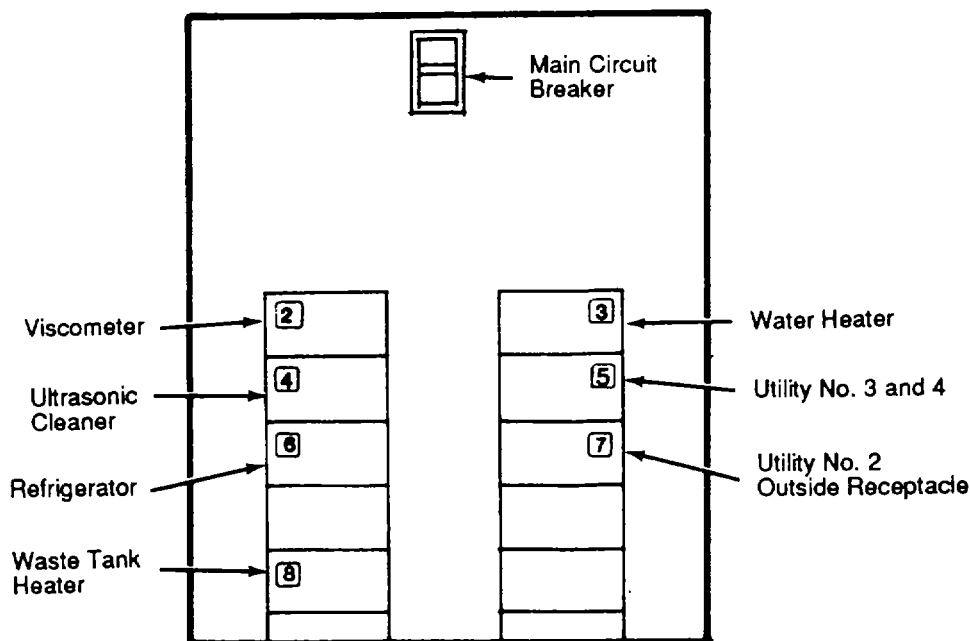 Main Circuit
Breaker
2
3
Viscometer
Water Heater
4
5
Ultrasonic
Cleaner
Utility No. 3 and 4
6
7
Refrigerator
Utility No. 2
Outside Receptacle
Waste Tank
Heater
8